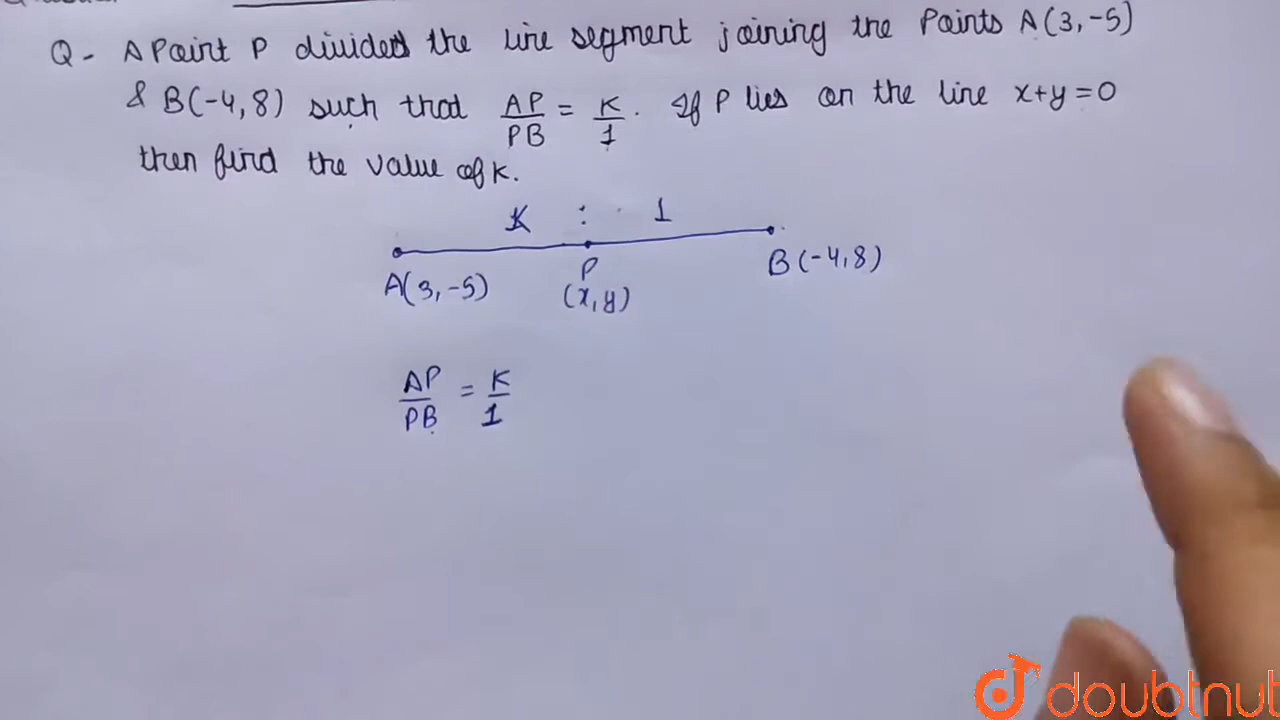 Q- A Point P divided the line segment joining the Points A(3,-5)
& B(-4,8) such that AP/PB = K/1. If P lies on the line x+y=0
then find the value of K.
K : 1
A(3,-5) P B(-4,8)
(x,y)
AP/PB = K/1
doubtnut